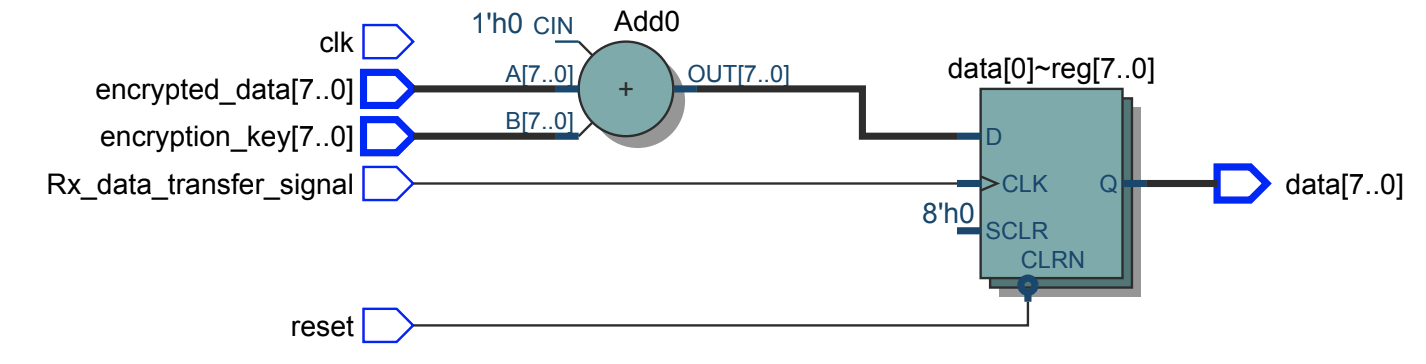 1'h0 CIN Add0
clk
encrypted_data[7..0] A[7..0] + OUT[7..0] data[0]~reg[7..0]
encryption_key[7..0] B[7..0] D
Rx_data_transfer_signal CLK Q data[7..0]
8'h0 SCLR
CLRN
reset